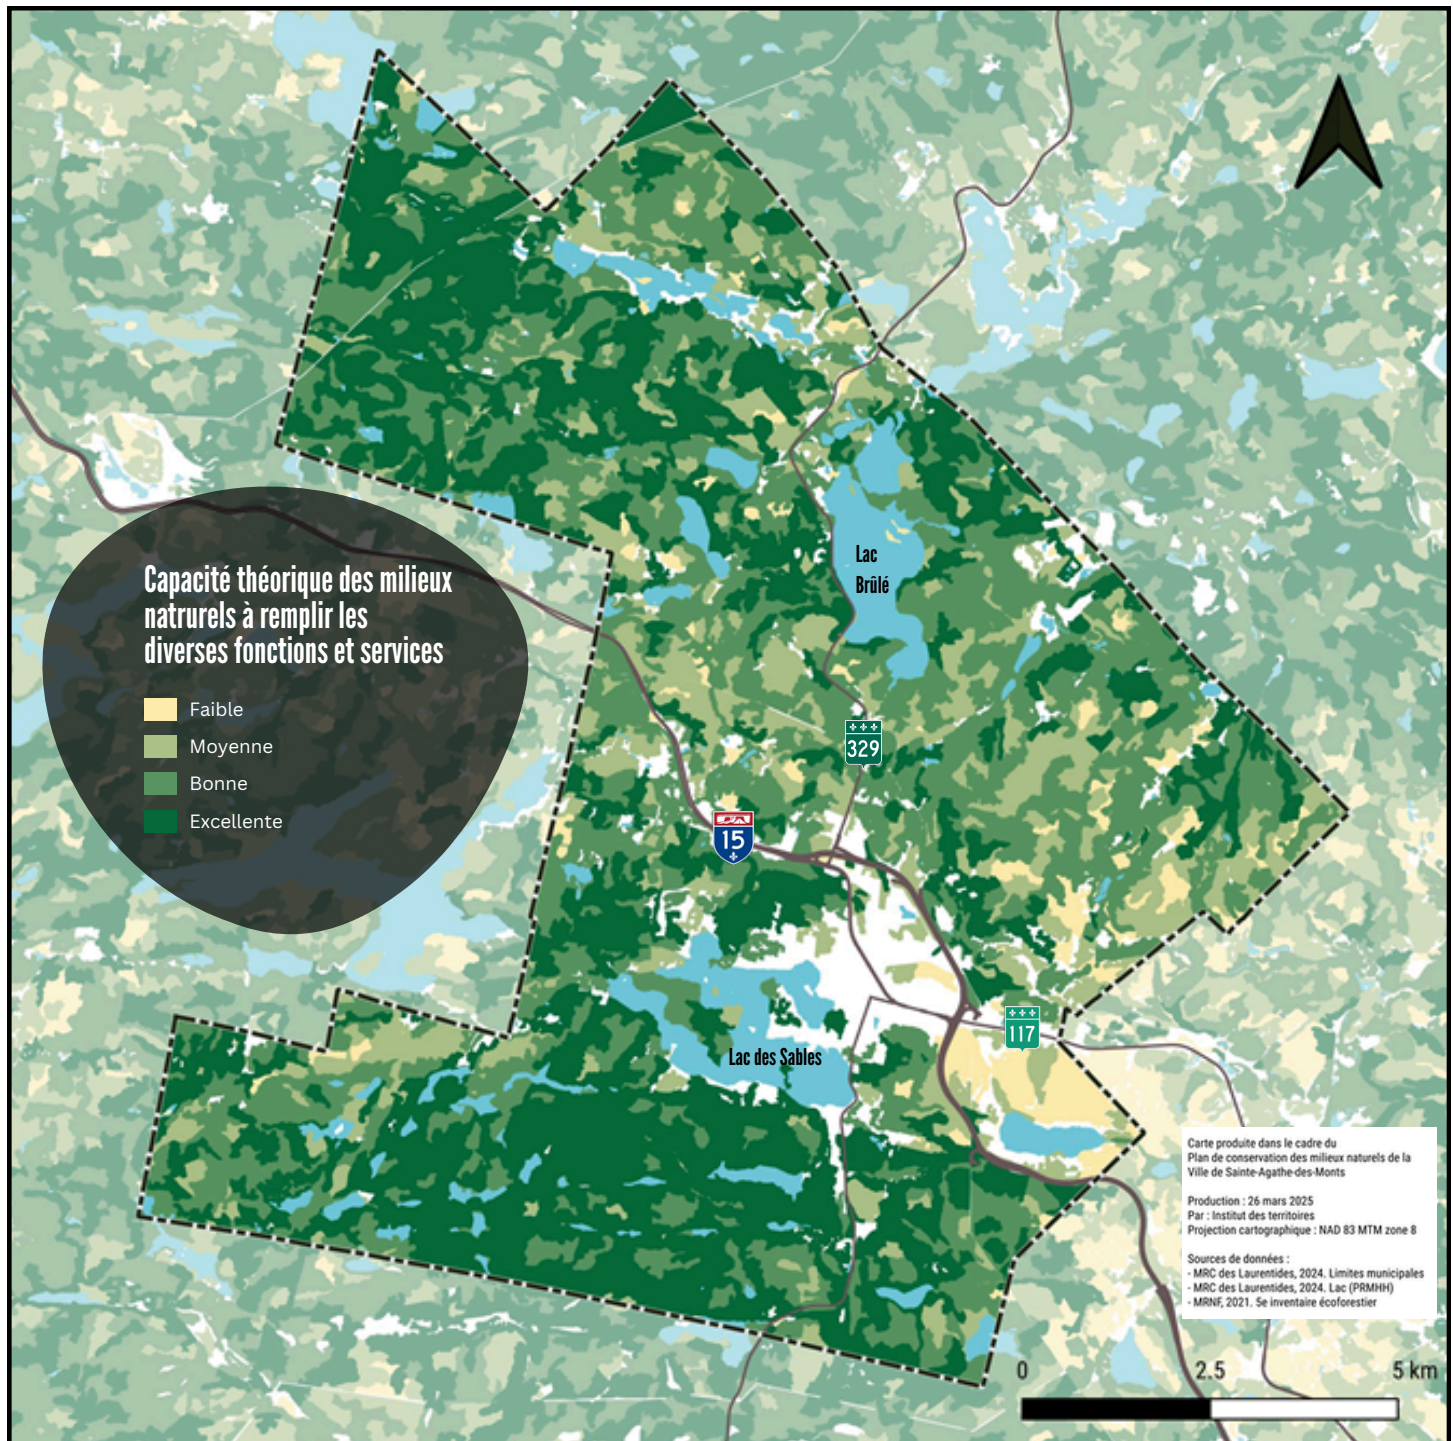 Capacité théorique des milieux
natrurels à remplir les
diverses fonctions et services
Faible
Moyenne
Bonne
Excellente
Lac
Brûlé
329
15
117
Lac des Sables
Carte produite dans le cadre du
Plan de conservation des milieux naturels de la
Ville de Sainte-Agathe-des-Monts
Production : 26 mars 2025
Par : Institut des territoires
Projection cartographique : NAD 83 MTM zone 8
Sources de données :
- MRC des Laurentides, 2024. Limites municipales
- MRC des Laurentides, 2024. Lac (PRMHH)
- MRNF, 2021. 5e inventaire écoforestier
0 2.5 5 km